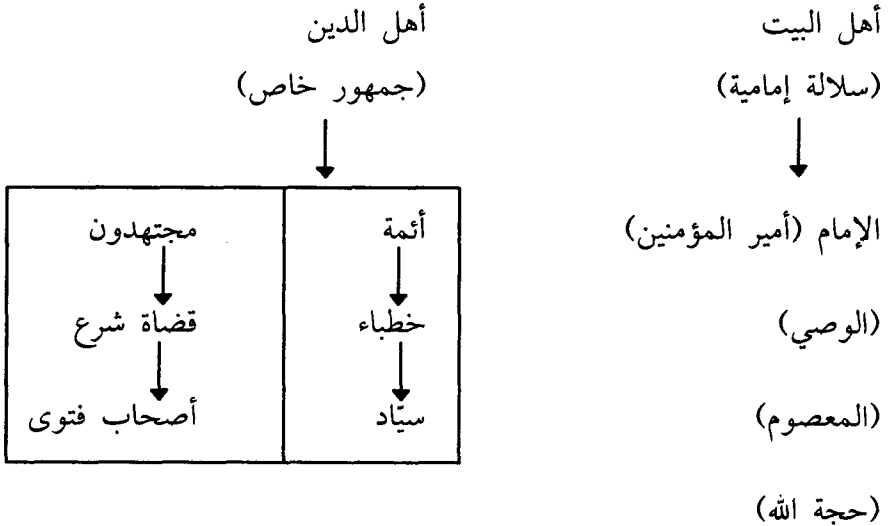 أهل البيت
(سلالة إمامية)
الإمام (أمير المؤمنين)
(الوصي)
(المعصوم)
(حجة الله)
أهل الدين
(جمهور خاص)
أئمة
خطباء
سيّاد
مجتهدون
قضاة شرع
أصحاب فتوى